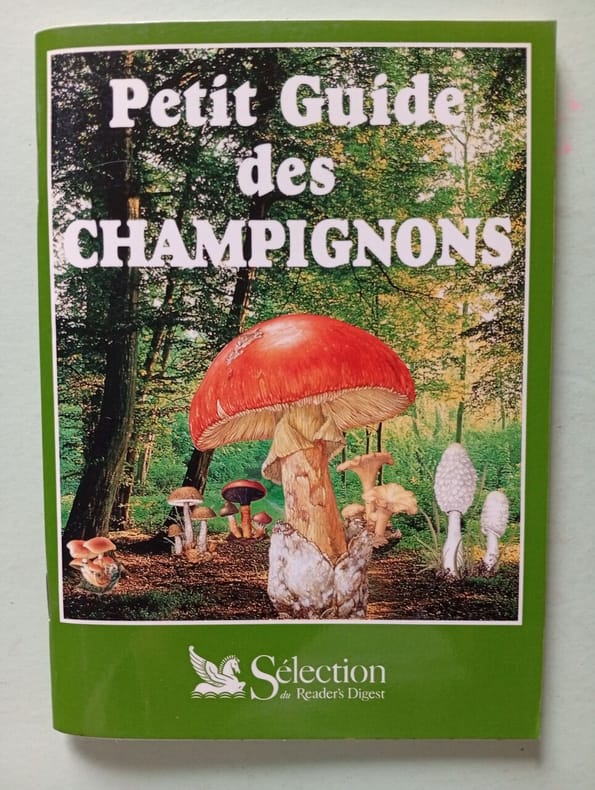 Petit Guide
des
CHAMPIGNONS
Sélection
du Reader's Digest